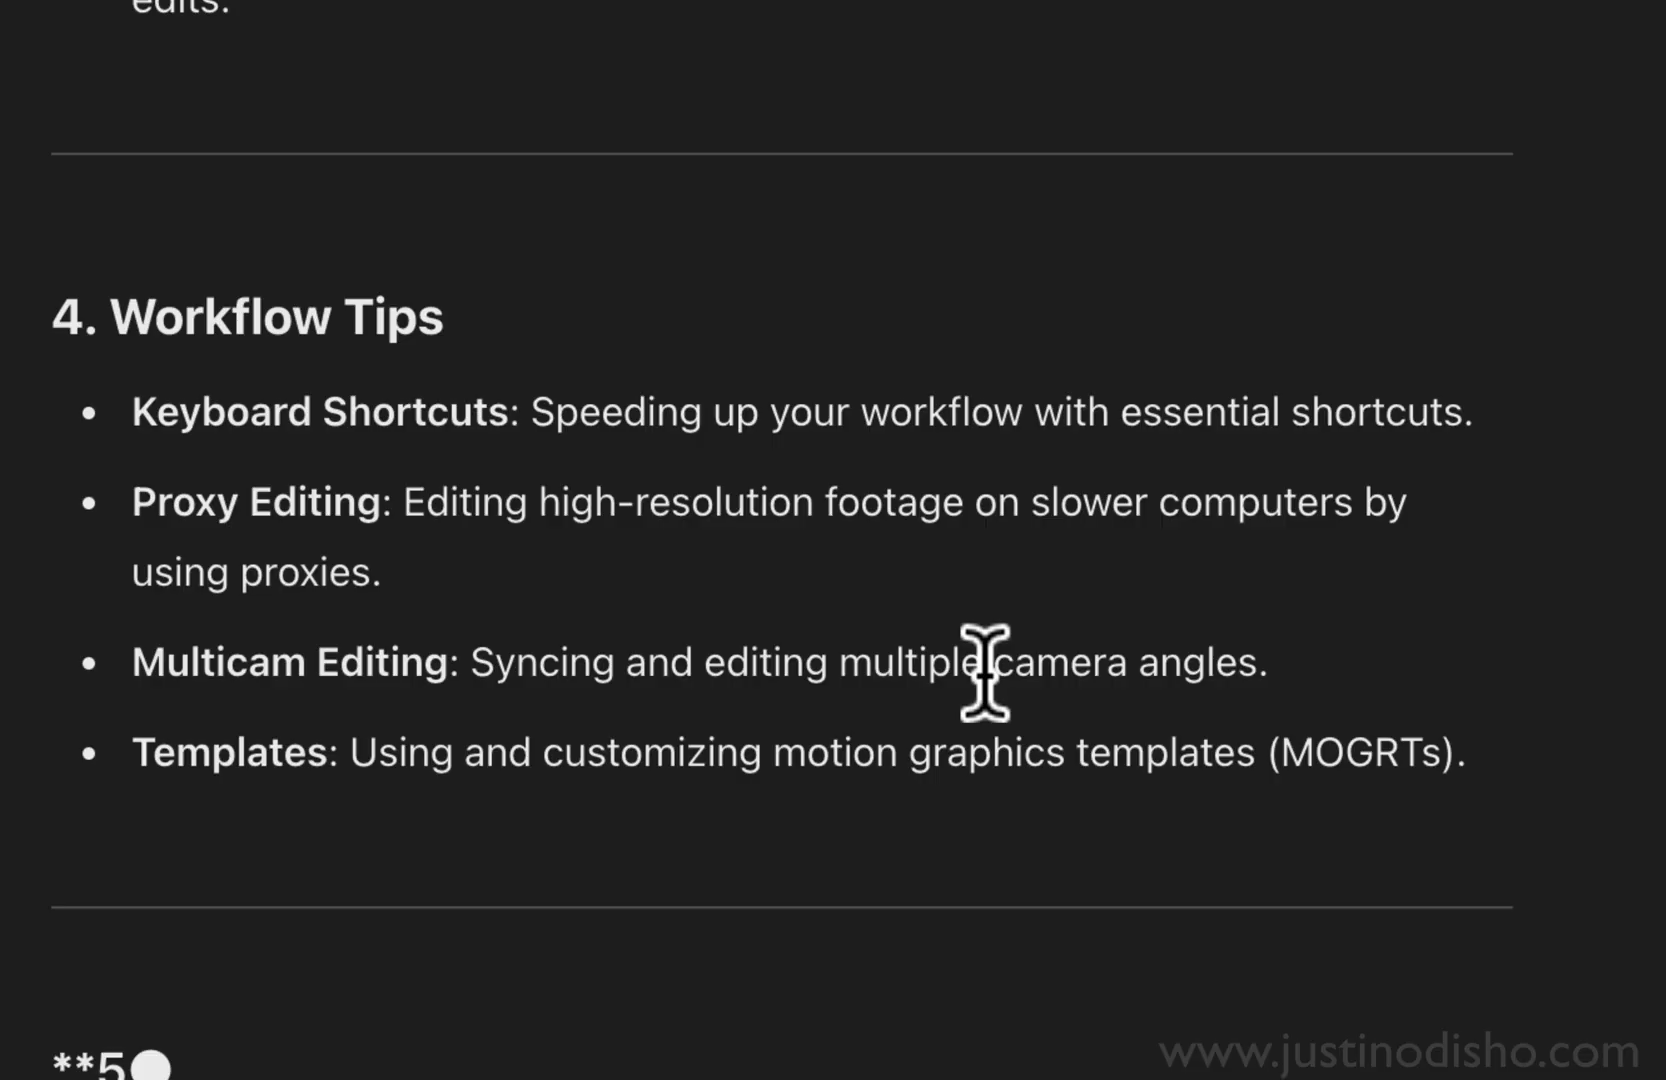 edits.
4. Workflow Tips
• Keyboard Shortcuts: Speeding up your workflow with essential shortcuts.
• Proxy Editing: Editing high-resolution footage on slower computers by
using proxies.
• Multicam Editing: Syncing and editing multiple camera angles.
• Templates: Using and customizing motion graphics templates (MOGRTs).
**5
www.justinodisho.com